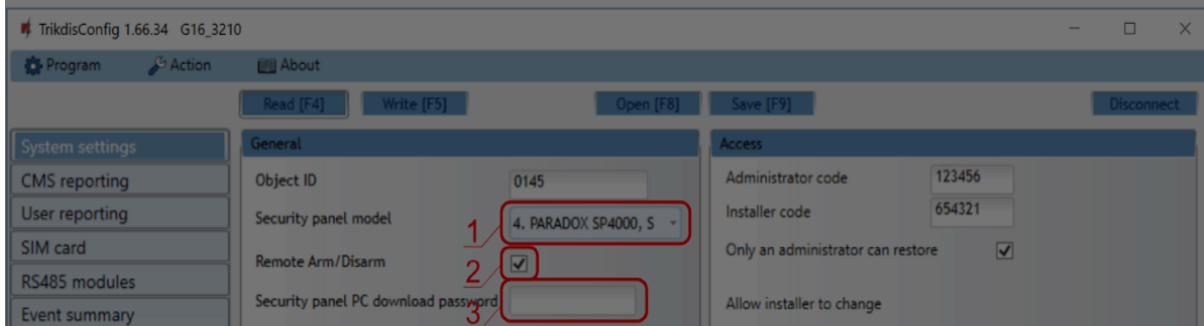 TrikdisConfig 1.66.34 G16_3210
Program Action About
Read [F4] Write [F5] Open [F8] Save [F9] Disconnect
System settings
CMS reporting
User reporting
SIM card
RS485 modules
Event summary
General
Object ID 0145
Security panel model 1 4. PARADOX SP4000, S
Remote Arm/Disarm 2
Security panel PC download password 3
Access
Administrator code 123456
Installer code 654321
Only an administrator can restore
Allow installer to change